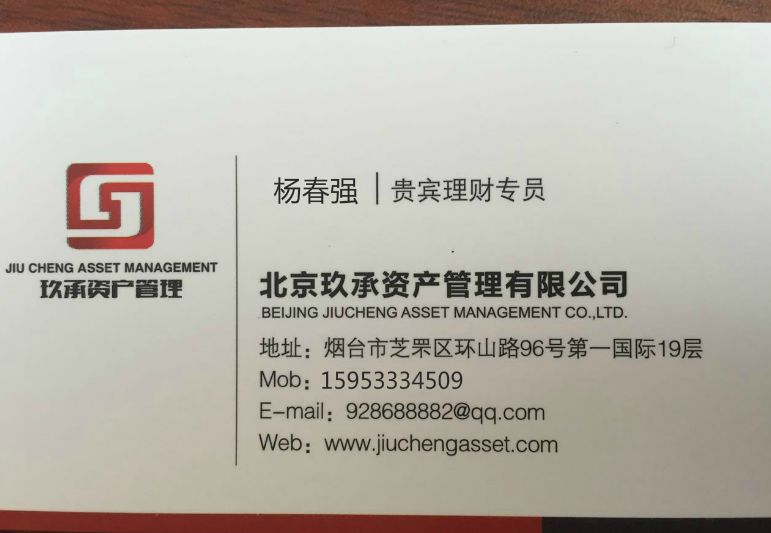 JIU CHENG ASSET MANAGEMENT
玖承资产管理
杨春强 | 贵宾理财专员
北京玖承资产管理有限公司
BEIJING JIUCHENG ASSET MANAGEMENT CO.,LTD.
地址：烟台市芝罘区环山路96号第一国际19层
Mob：15953334509
E-mail：928688882@qq.com
Web：www.jiuchengasset.com